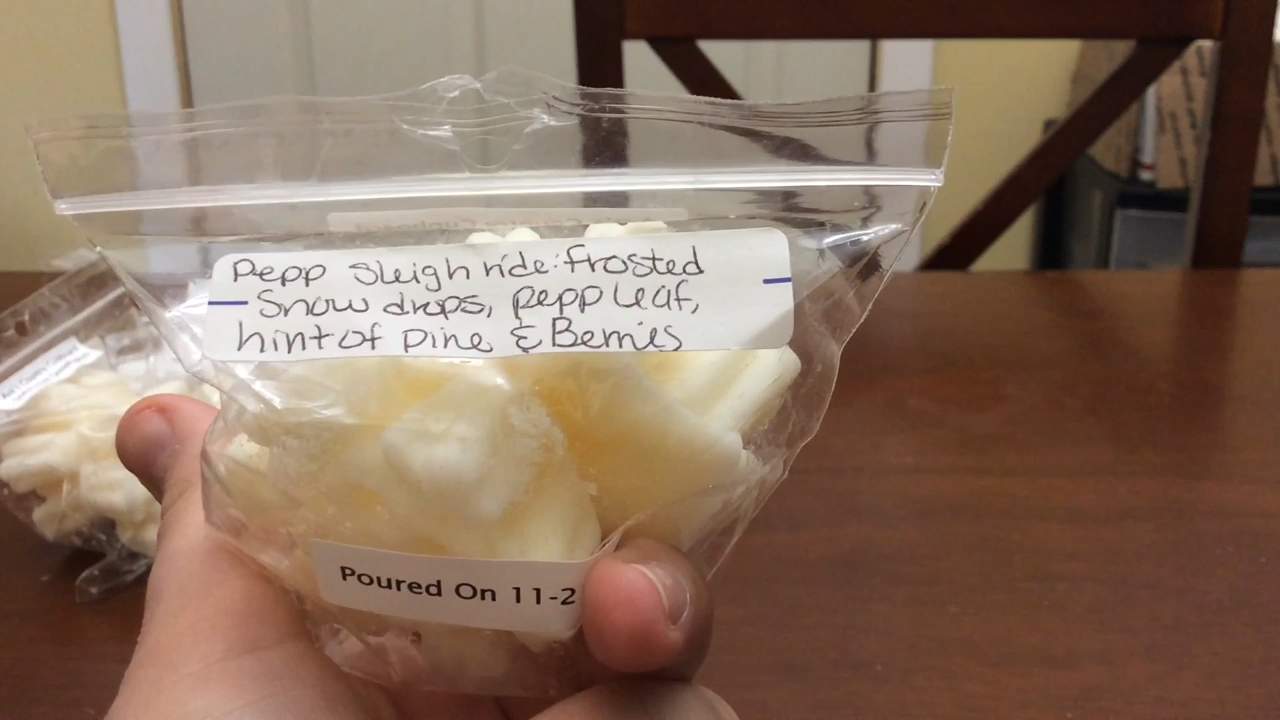 Pepp sleigh ride: frosted
Snow drops, pepp leaf,
hint of pine & Berries
Poured On 11-2